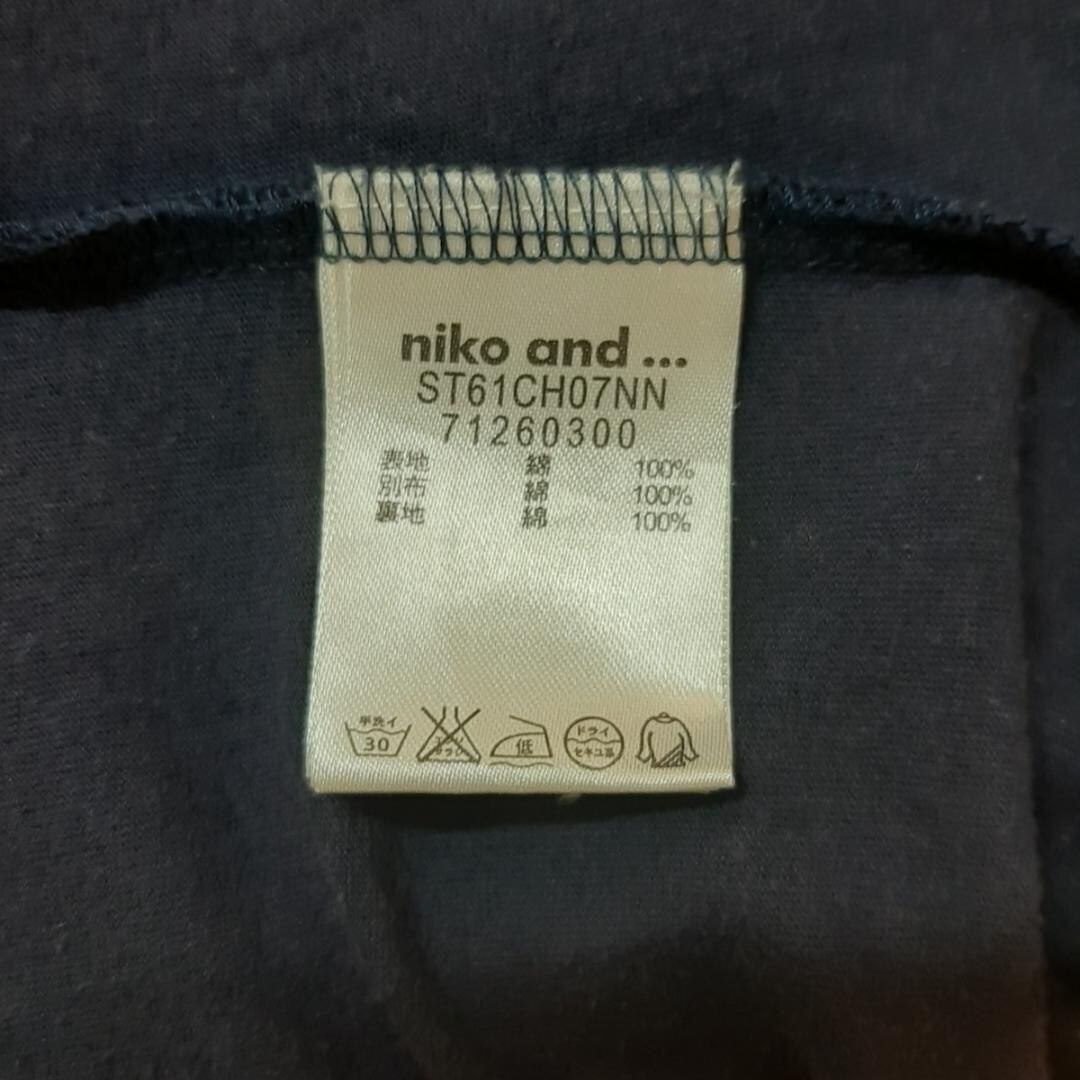 niko and ...
ST61CH07NN
71260300
表地 綿 100%
別布 綿 100%
裏地 綿 100%
手洗イ
30
低
ドライ
セキユ系